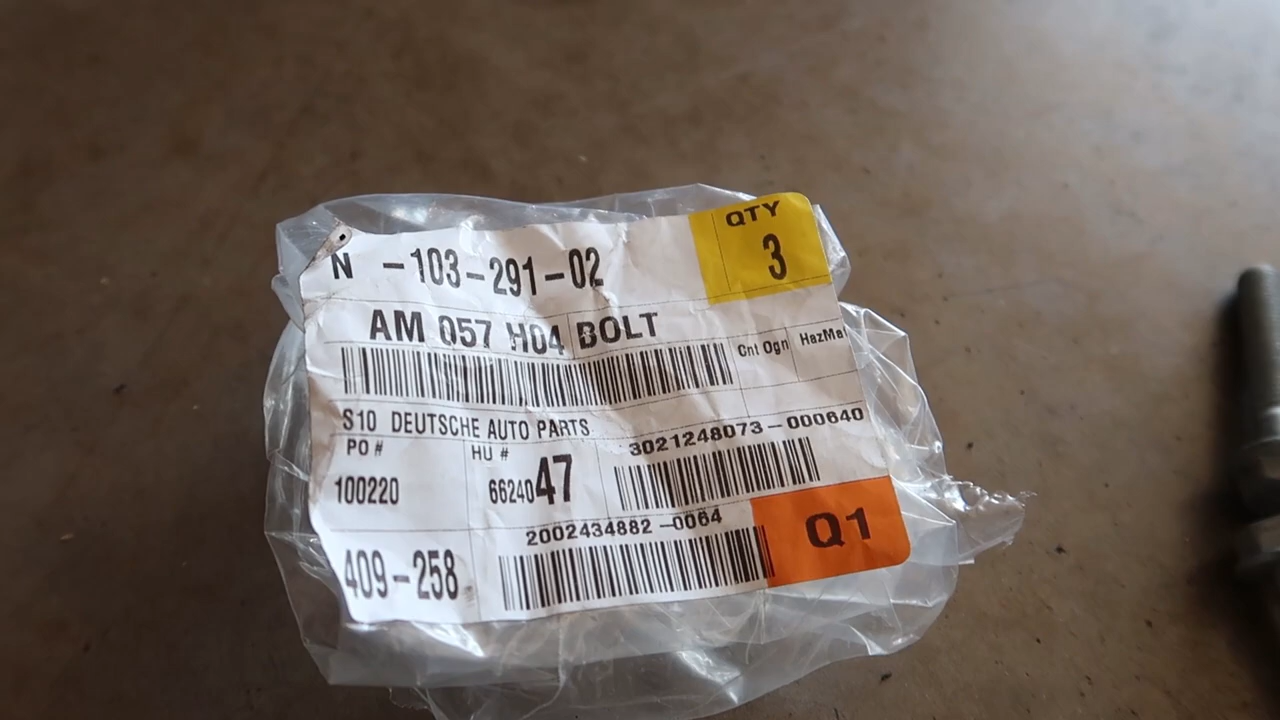 N -103-291-02
QTY
3
AM 057 H04 BOLT
Cnt Ogn
HazMa
S10 DEUTSCHE AUTO PARTS
3021248073-000640
PO #
100220
HU #
6624047
2002434882-0064
409-258
Q1